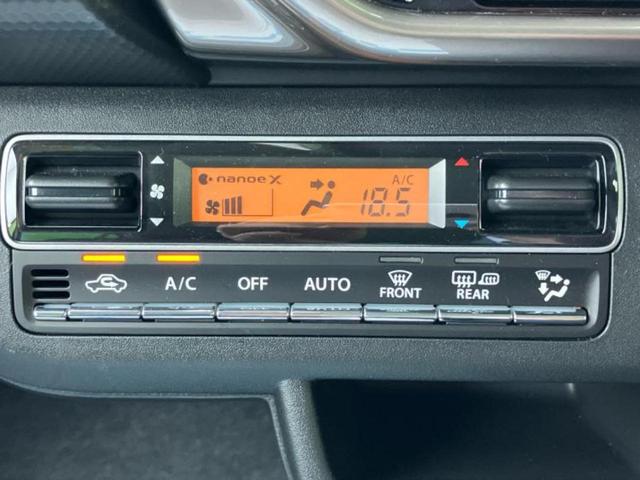 nanoe X
A/C
18.5
A/C
OFF
AUTO
FRONT
REAR